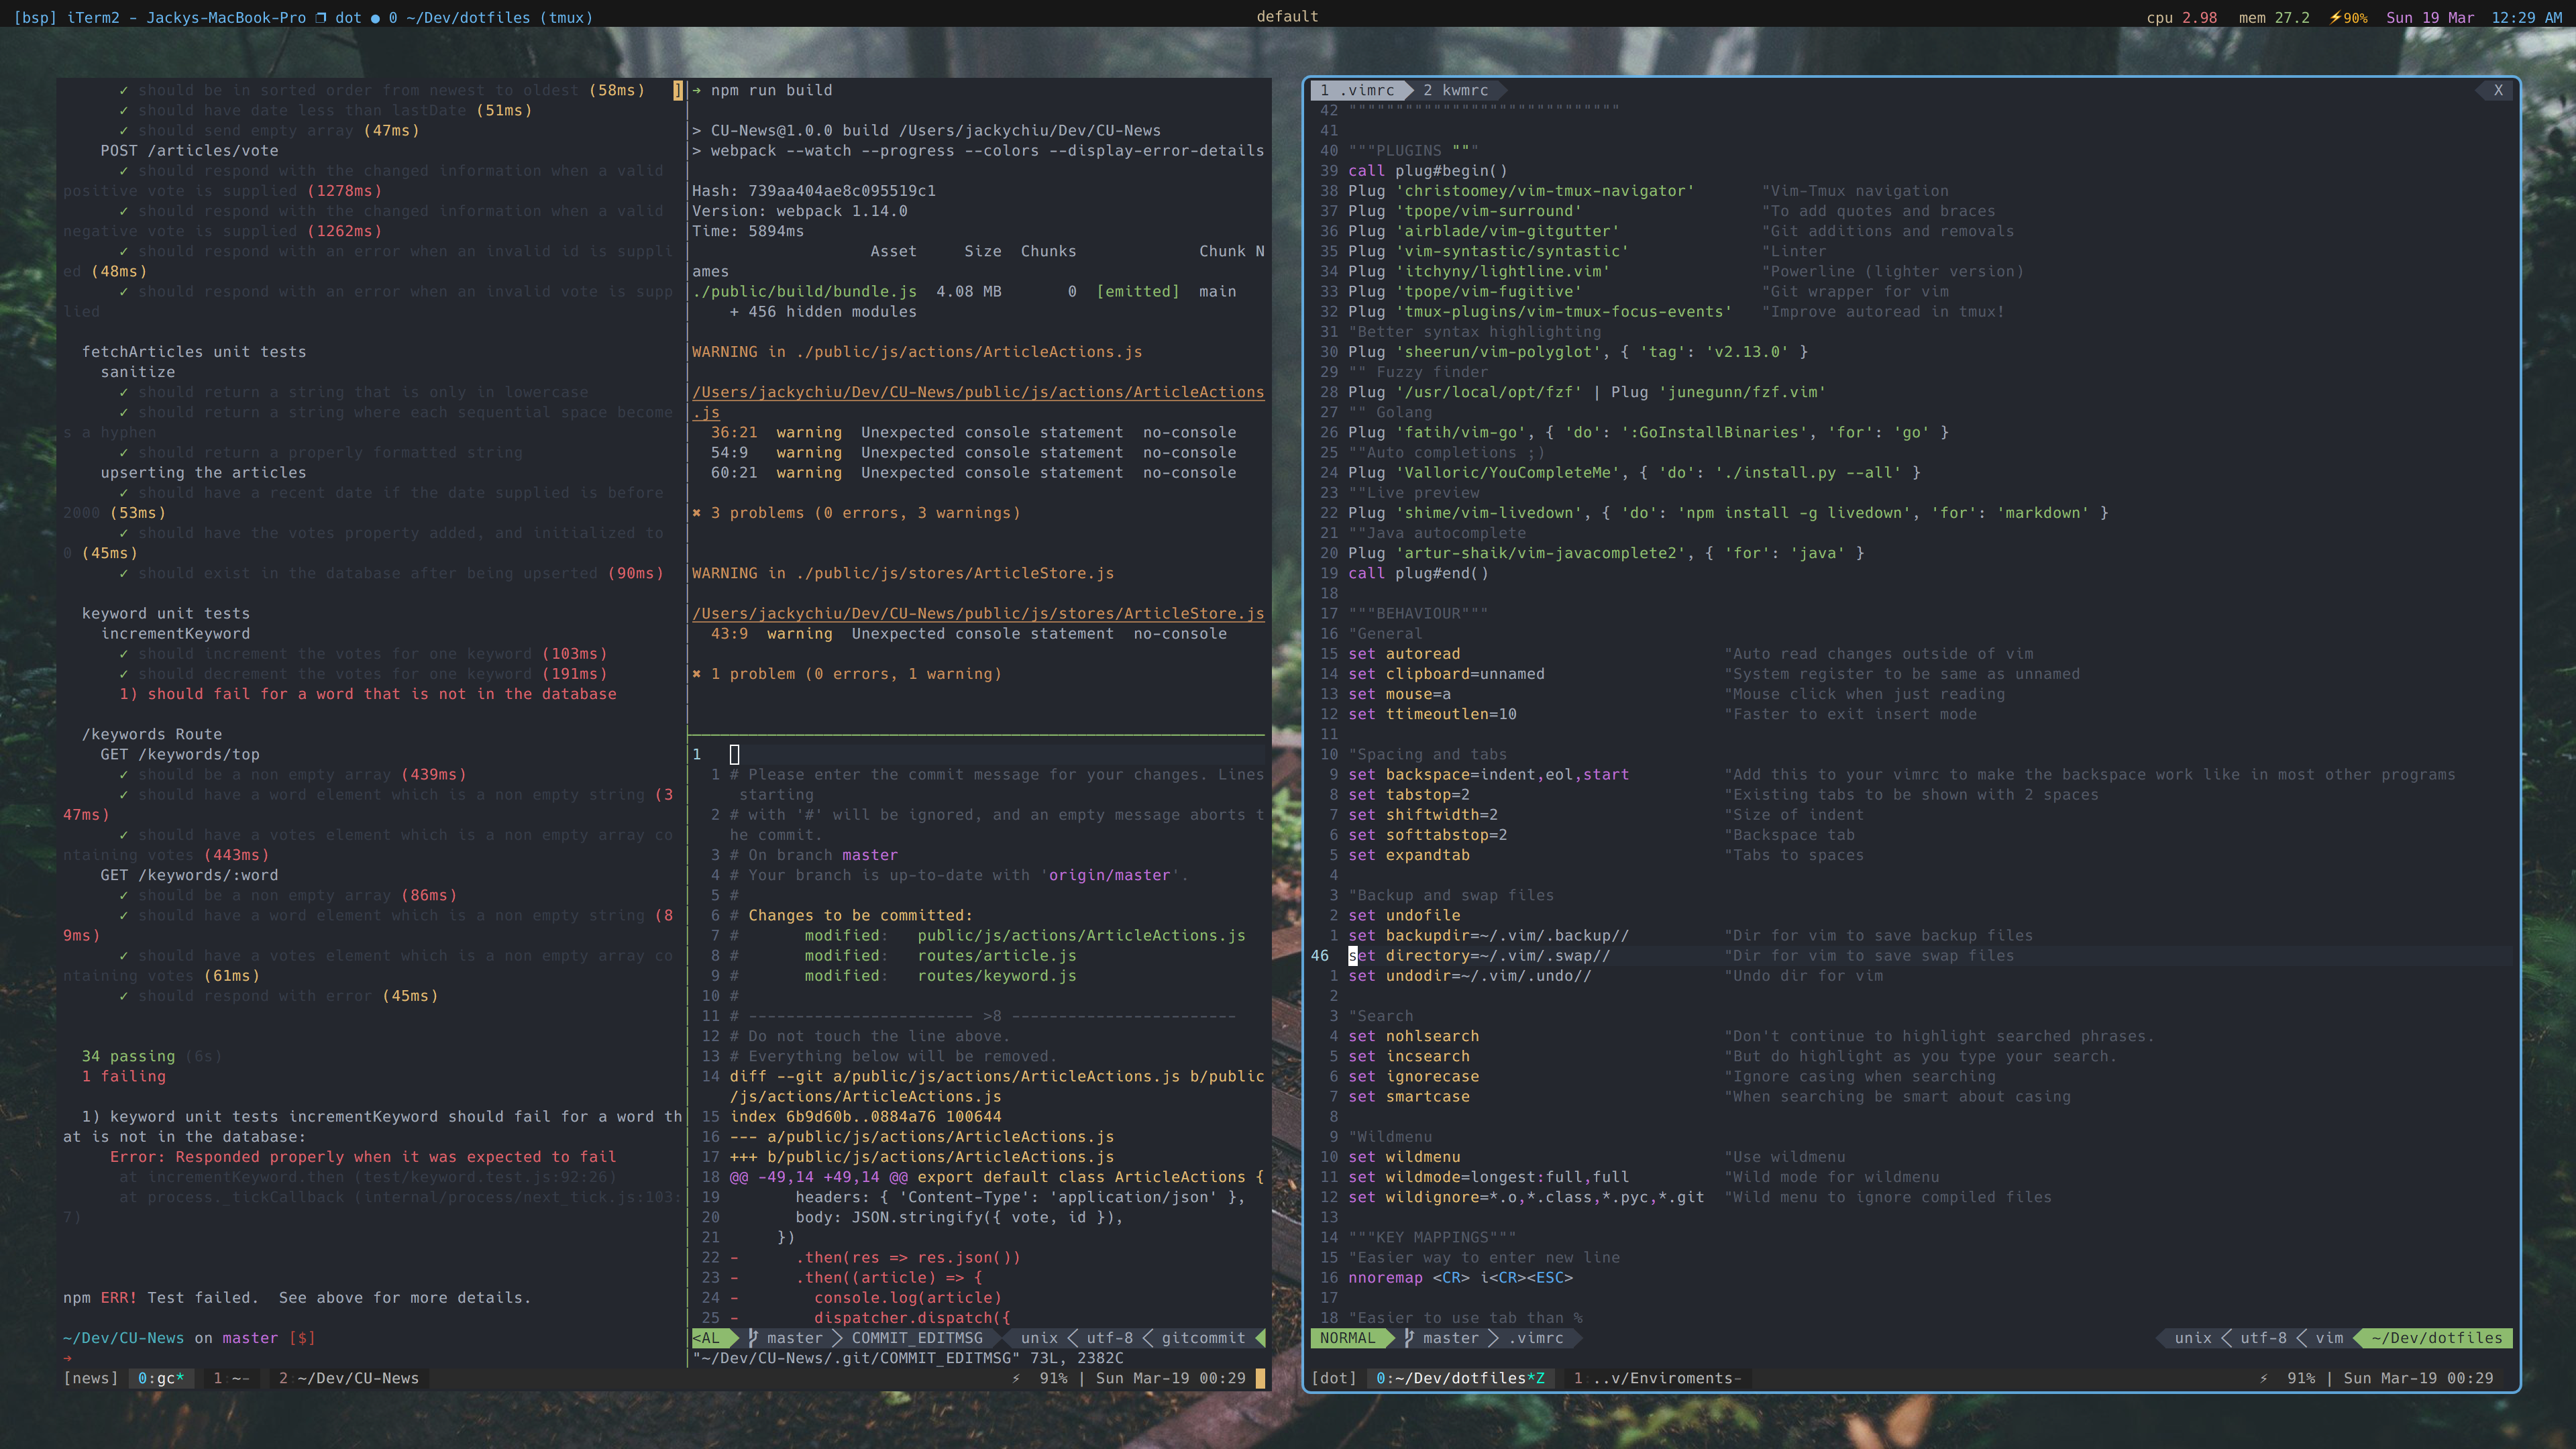 [bsp] iTerm2 - Jackys-MacBook-Pro ❐ dot ● 0 ~/Dev/dotfiles (tmux)
default
cpu 2.98 mem 27.2 ⚡90% Sun 19 Mar 12:29 AM
✓ should be in sorted order from newest to oldest (58ms) ]
✓ should have date less than lastDate (51ms)
✓ should send empty array (47ms)
POST /articles/vote
✓ should respond with the changed information when a valid
positive vote is supplied (1278ms)
✓ should respond with the changed information when a valid
negative vote is supplied (1262ms)
✓ should respond with an error when an invalid id is suppli
ed (48ms)
✓ should respond with an error when an invalid vote is supp
lied
fetchArticles unit tests
sanitize
✓ should return a string that is only in lowercase
✓ should return a string where each sequential space become
s a hyphen
✓ should return a properly formatted string
upserting the articles
✓ should have a recent date if the date supplied is before
2000 (53ms)
✓ should have the votes property added, and initialized to
0 (45ms)
✓ should exist in the database after being upserted (90ms)
keyword unit tests
incrementKeyword
✓ should increment the votes for one keyword (103ms)
✓ should decrement the votes for one keyword (191ms)
1) should fail for a word that is not in the database
/keywords Route
GET /keywords/top
✓ should be a non empty array (439ms)
✓ should have a word element which is a non empty string (3
47ms)
✓ should have a votes element which is a non empty array co
ntaining votes (443ms)
GET /keywords/:word
✓ should be a non empty array (86ms)
✓ should have a word element which is a non empty string (8
9ms)
✓ should have a votes element which is a non empty array co
ntaining votes (61ms)
✓ should respond with error (45ms)
34 passing (6s)
1 failing
1) keyword unit tests incrementKeyword should fail for a word th
at is not in the database:
Error: Responded properly when it was expected to fail
at incrementKeyword.then (test/keyword.test.js:92:26)
at process._tickCallback (internal/process/next_tick.js:103:
7)
npm ERR! Test failed.  See above for more details.
~/Dev/CU-News on master [$]
➜
[news] 0:gc* 1:~- 2:~/Dev/CU-News ⚡ 91% | Sun Mar-19 00:29
➜ npm run build
> CU-News@1.0.0 build /Users/jackychiu/Dev/CU-News
> webpack --watch --progress --colors --display-error-details
Hash: 739aa404ae8c095519c1
Version: webpack 1.14.0
Time: 5894ms
Asset Size Chunks Chunk N
ames
./public/build/bundle.js 4.08 MB 0 [emitted] main
+ 456 hidden modules
WARNING in ./public/js/actions/ArticleActions.js
/Users/jackychiu/Dev/CU-News/public/js/actions/ArticleActions
.js
36:21 warning Unexpected console statement no-console
54:9 warning Unexpected console statement no-console
60:21 warning Unexpected console statement no-console
✖ 3 problems (0 errors, 3 warnings)
WARNING in ./public/js/stores/ArticleStore.js
/Users/jackychiu/Dev/CU-News/public/js/stores/ArticleStore.js
43:9 warning Unexpected console statement no-console
✖ 1 problem (0 errors, 1 warning)
1
1 # Please enter the commit message for your changes. Lines
starting
2 # with '#' will be ignored, and an empty message aborts t
he commit.
3 # On branch master
4 # Your branch is up-to-date with 'origin/master'.
5 #
6 # Changes to be committed:
7 # modified: public/js/actions/ArticleActions.js
8 # modified: routes/article.js
9 # modified: routes/keyword.js
10 #
11 # ------------------------ >8 ------------------------
12 # Do not touch the line above.
13 # Everything below will be removed.
14 diff --git a/public/js/actions/ArticleActions.js b/public
/js/actions/ArticleActions.js
15 index 6b9d60b..0884a76 100644
16 --- a/public/js/actions/ArticleActions.js
17 +++ b/public/js/actions/ArticleActions.js
18 @@ -49,14 +49,14 @@ export default class ArticleActions {
19 headers: { 'Content-Type': 'application/json' },
20 body: JSON.stringify({ vote, id }),
21 })
22 - .then(res => res.json())
23 - .then((article) => {
24 - console.log(article)
25 - dispatcher.dispatch({
<AL master COMMIT_EDITMSG unix utf-8 gitcommit
"~/Dev/CU-News/.git/COMMIT_EDITMSG" 73L, 2382C
1 .vimrc 2 kwmrc X
42 """""""""""""""""""""""""""""
41
40 """PLUGINS """
39 call plug#begin()
38 Plug 'christoomey/vim-tmux-navigator' "Vim-Tmux navigation
37 Plug 'tpope/vim-surround' "To add quotes and braces
36 Plug 'airblade/vim-gitgutter' "Git additions and removals
35 Plug 'vim-syntastic/syntastic' "Linter
34 Plug 'itchyny/lightline.vim' "Powerline (lighter version)
33 Plug 'tpope/vim-fugitive' "Git wrapper for vim
32 Plug 'tmux-plugins/vim-tmux-focus-events' "Improve autoread in tmux!
31 "Better syntax highlighting
30 Plug 'sheerun/vim-polyglot', { 'tag': 'v2.13.0' }
29 "" Fuzzy finder
28 Plug '/usr/local/opt/fzf' | Plug 'junegunn/fzf.vim'
27 "" Golang
26 Plug 'fatih/vim-go', { 'do': ':GoInstallBinaries', 'for': 'go' }
25 ""Auto completions ;)
24 Plug 'Valloric/YouCompleteMe', { 'do': './install.py --all' }
23 ""Live preview
22 Plug 'shime/vim-livedown', { 'do': 'npm install -g livedown', 'for': 'markdown' }
21 ""Java autocomplete
20 Plug 'artur-shaik/vim-javacomplete2', { 'for': 'java' }
19 call plug#end()
18
17 """BEHAVIOUR"""
16 "General
15 set autoread "Auto read changes outside of vim
14 set clipboard=unnamed "System register to be same as unnamed
13 set mouse=a "Mouse click when just reading
12 set ttimeoutlen=10 "Faster to exit insert mode
11
10 "Spacing and tabs
9 set backspace=indent,eol,start "Add this to your vimrc to make the backspace work like in most other programs
8 set tabstop=2 "Existing tabs to be shown with 2 spaces
7 set shiftwidth=2 "Size of indent
6 set softtabstop=2 "Backspace tab
5 set expandtab "Tabs to spaces
4
3 "Backup and swap files
2 set undofile
1 set backupdir=~/.vim/.backup// "Dir for vim to save backup files
46 set directory=~/.vim/.swap// "Dir for vim to save swap files
1 set undodir=~/.vim/.undo// "Undo dir for vim
2
3 "Search
4 set nohlsearch "Don't continue to highlight searched phrases.
5 set incsearch "But do highlight as you type your search.
6 set ignorecase "Ignore casing when searching
7 set smartcase "When searching be smart about casing
8
9 "Wildmenu
10 set wildmenu "Use wildmenu
11 set wildmode=longest:full,full "Wild mode for wildmenu
12 set wildignore=*.o,*.class,*.pyc,*.git "Wild menu to ignore compiled files
13
14 """KEY MAPPINGS"""
15 "Easier way to enter new line
16 nnoremap <CR> i<CR><ESC>
17
18 "Easier to use tab than %
NORMAL master .vimrc unix utf-8 vim ~/Dev/dotfiles
[dot] 0:~/Dev/dotfiles*Z 1:..v/Enviroments- ⚡ 91% | Sun Mar-19 00:29